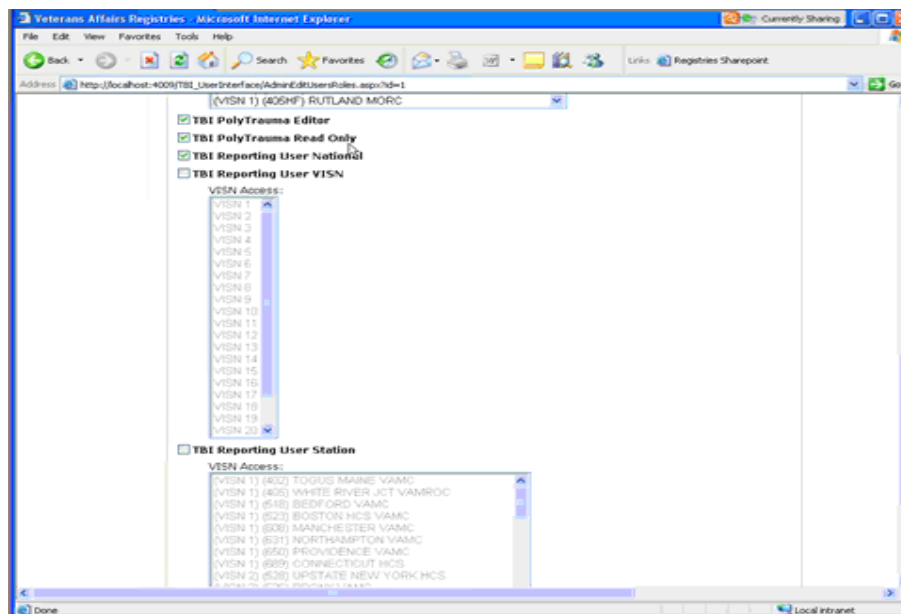 Veterans Affairs Registries - Microsoft Internet Explorer
Currently Sharing
File Edit View Favorites Tools Help
Back Search Favorites Links Registries Sharepoint
Address http://localhost:4009/TBI_UserInterface/AdminEditUsersRoles.aspx?id=1 Go
(VISN 1) (405HF) RUTLAND MORC
TBI PolyTrauma Editor
TBI PolyTrauma Read Only
TBI Reporting User National
TBI Reporting User VISN
VISN Access:
VISN 1
VISN 2
VISN 3
VISN 4
VISN 5
VISN 6
VISN 7
VISN 8
VISN 9
VISN 10
VISN 11
VISN 12
VISN 13
VISN 14
VISN 15
VISN 16
VISN 17
VISN 18
VISN 19
VISN 20
TBI Reporting User Station
VISN Access:
(VISN 1) (402) TOGUS MAINE VAMC
(VISN 1) (405) WHITE RIVER JCT VAMROC
(VISN 1) (518) BEDFORD VAMC
(VISN 1) (523) BOSTON HCS VAMC
(VISN 1) (608) MANCHESTER VAMC
(VISN 1) (631) NORTHAMPTON VAMC
(VISN 1) (650) PROVIDENCE VAMC
(VISN 1) (689) CONNECTICUT HCS
(VISN 2) (528) UPSTATE NEW YORK HCS
Done
Local intranet